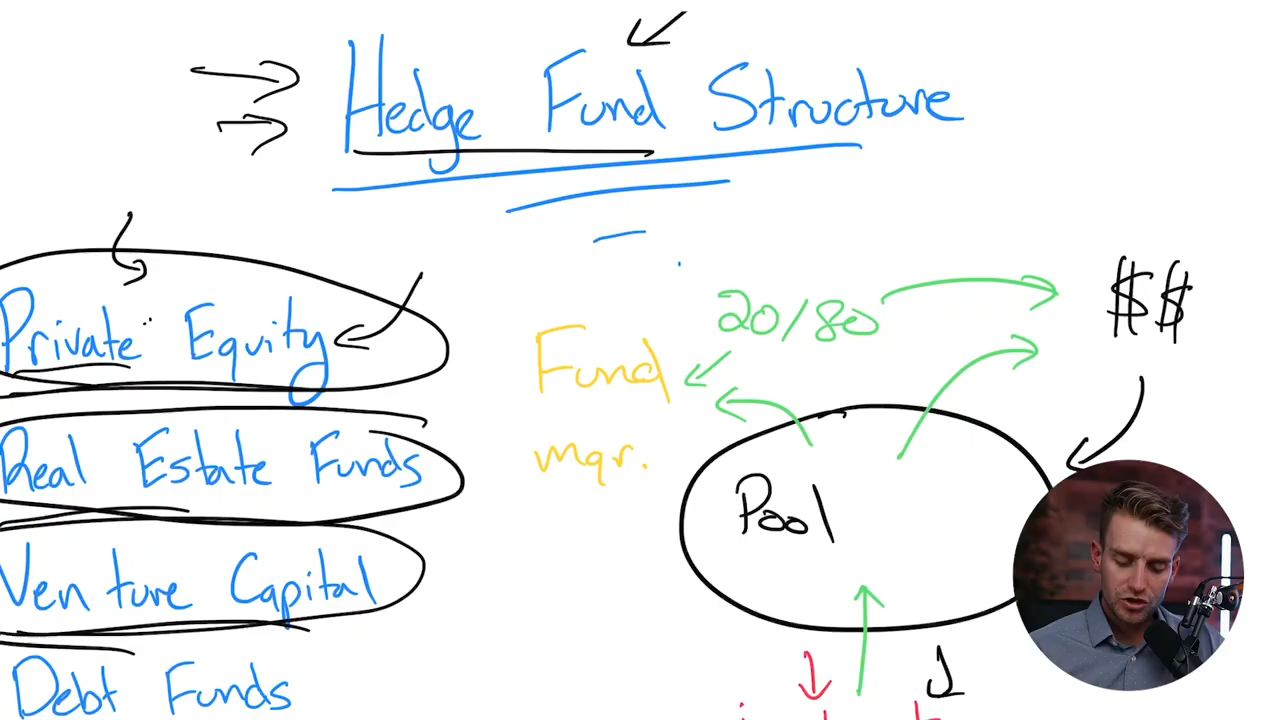 Hedge Fund Structure
Private Equity
Real Estate Funds
Venture Capital
Debt Funds
20/80
$$
Fund
mgr.
Pool